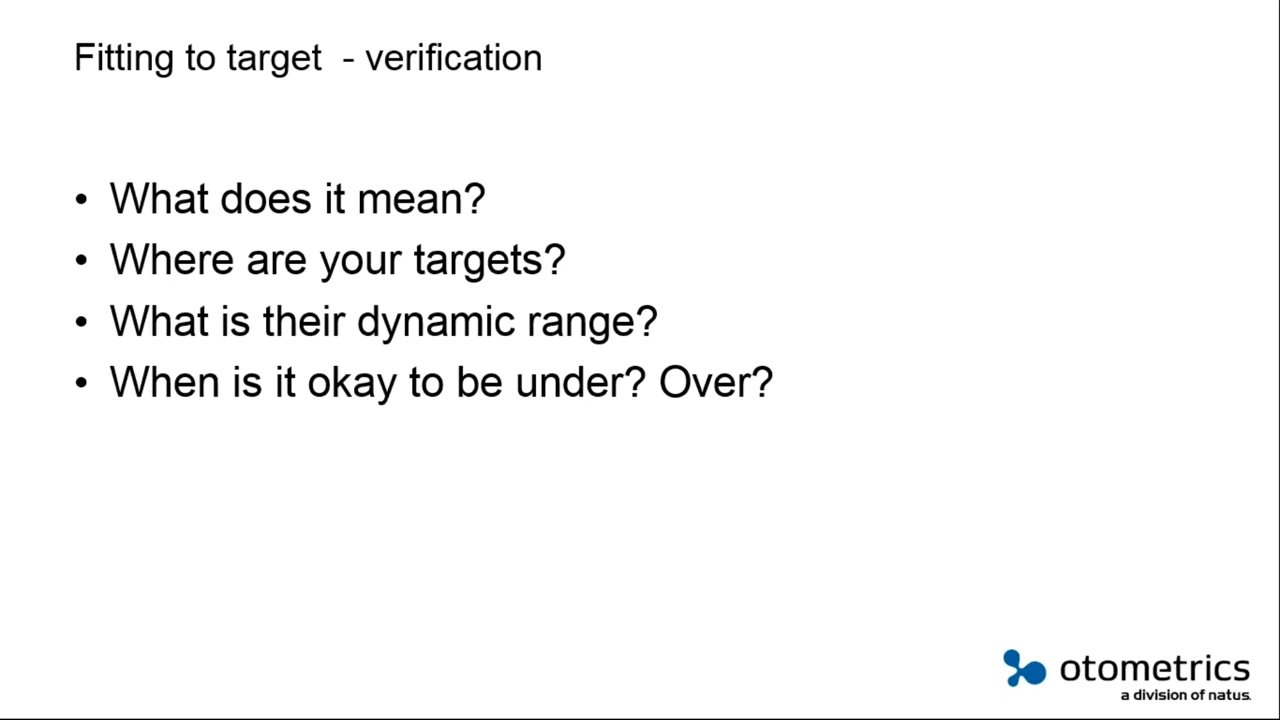 Fitting to target - verification
• What does it mean?
• Where are your targets?
• What is their dynamic range?
• When is it okay to be under? Over?
otometrics
a division of natus.